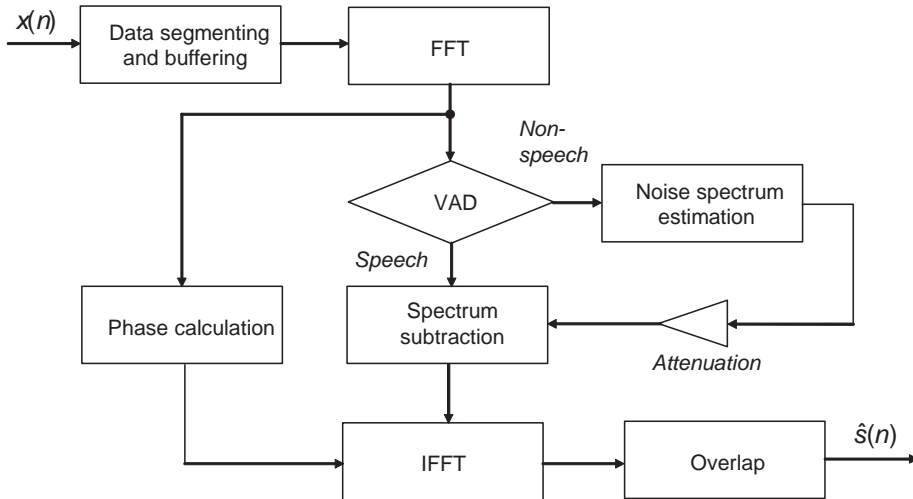 x(n)
Data segmenting
and buffering
FFT
Non-
speech
VAD
Noise spectrum
estimation
Speech
Phase calculation
Spectrum
subtraction
Attenuation
IFFT
Overlap
ŝ(n)